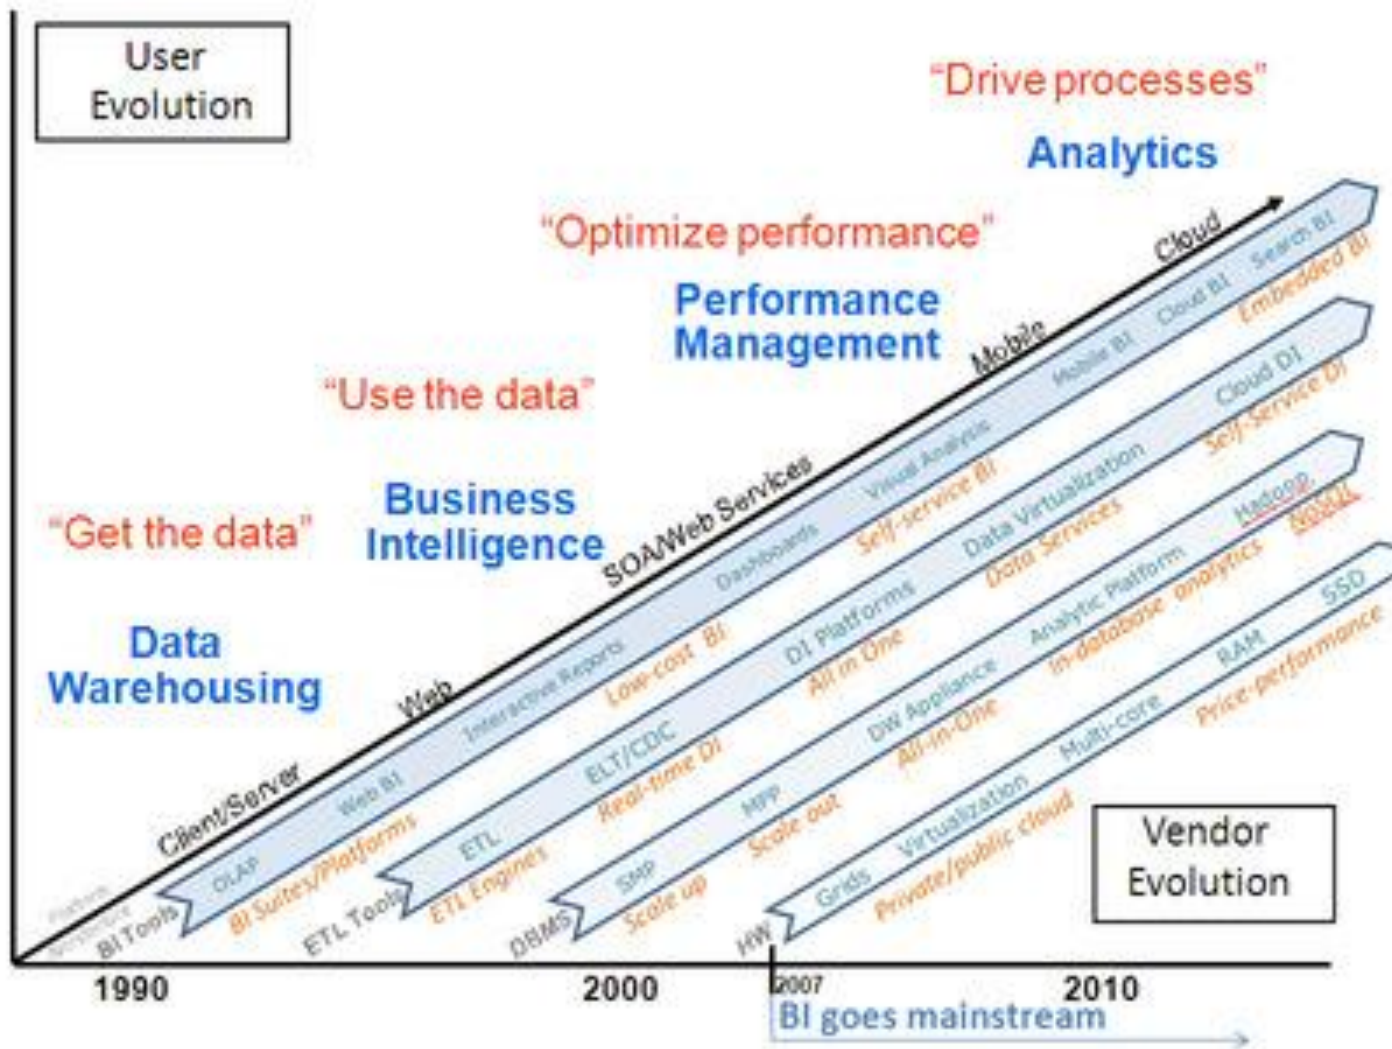 User
Evolution
“Drive processes”
Analytics
“Optimize performance”
Performance
Management
“Use the data”
Business
Intelligence
“Get the data”
Data
Warehousing
Client/Server
Web
SOA/Web Services
Mobile
Cloud
Platform
BI Tools
OLAP
Web BI
Interactive Reports
Dashboards
Visual Analysis
Mobile BI
Cloud BI
Search BI
BI Suites/Platforms
Low-cost BI
Self-service BI
Embedded BI
ETL Tools
ETL
ELT/CDC
DI Platforms
Data Virtualization
Cloud DI
ETL Engines
Real-time DI
All in One
Data Services
Self-Service DI
DBMS
SMP
MPP
DW Appliance
Analytic Platform
Hadoop
Scale up
Scale out
All-in-One
In-database analytics
NoSQL
HW
Grids
Virtualization
Multi-core
RAM
SSD
Private/public cloud
Price-performance
Vendor
Evolution
1990
2000
2007
2010
BI goes mainstream